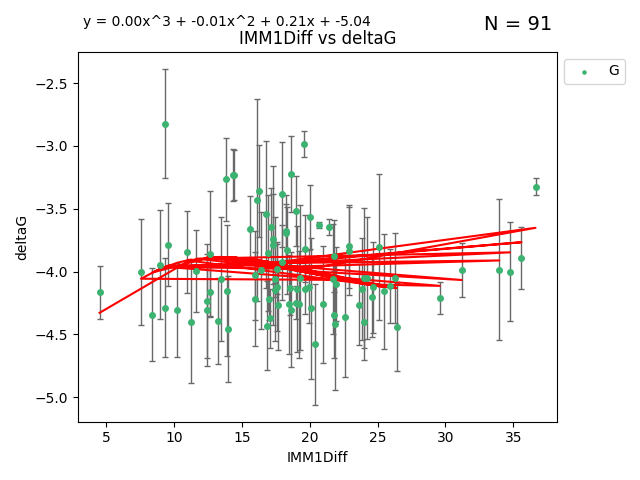 y = 0.00x^3 + -0.01x^2 + 0.21x + -5.04
N = 91
IMM1Diff vs deltaG
G
deltaG
−2.5
−3.0
−3.5
−4.0
−4.5
−5.0
5 10 15 20 25 30 35
IMM1Diff